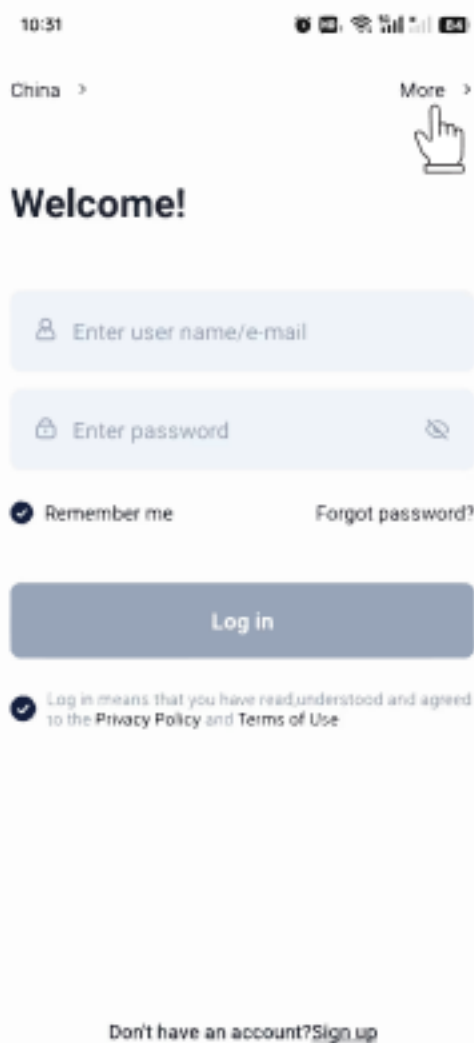 10:31
64
China >
More >
Welcome!
Enter user name/e-mail
Enter password
Remember me
Forgot password?
Log in
Log in means that you have read,understood and agreed
to the Privacy Policy and Terms of Use
Don't have an account?Sign up